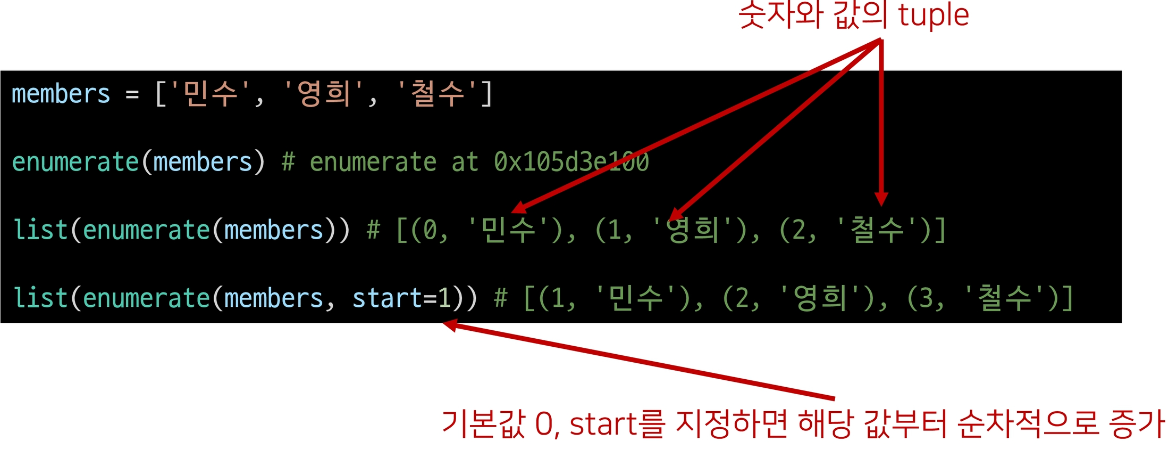 숫자와 값의 tuple
members = ['민수', '영희', '철수']
enumerate(members) # enumerate at 0x105d3e100
list(enumerate(members)) # [(0, '민수'), (1, '영희'), (2, '철수')]
list(enumerate(members, start=1)) # [(1, '민수'), (2, '영희'), (3, '철수')]
기본값 0, start를 지정하면 해당 값부터 순차적으로 증가